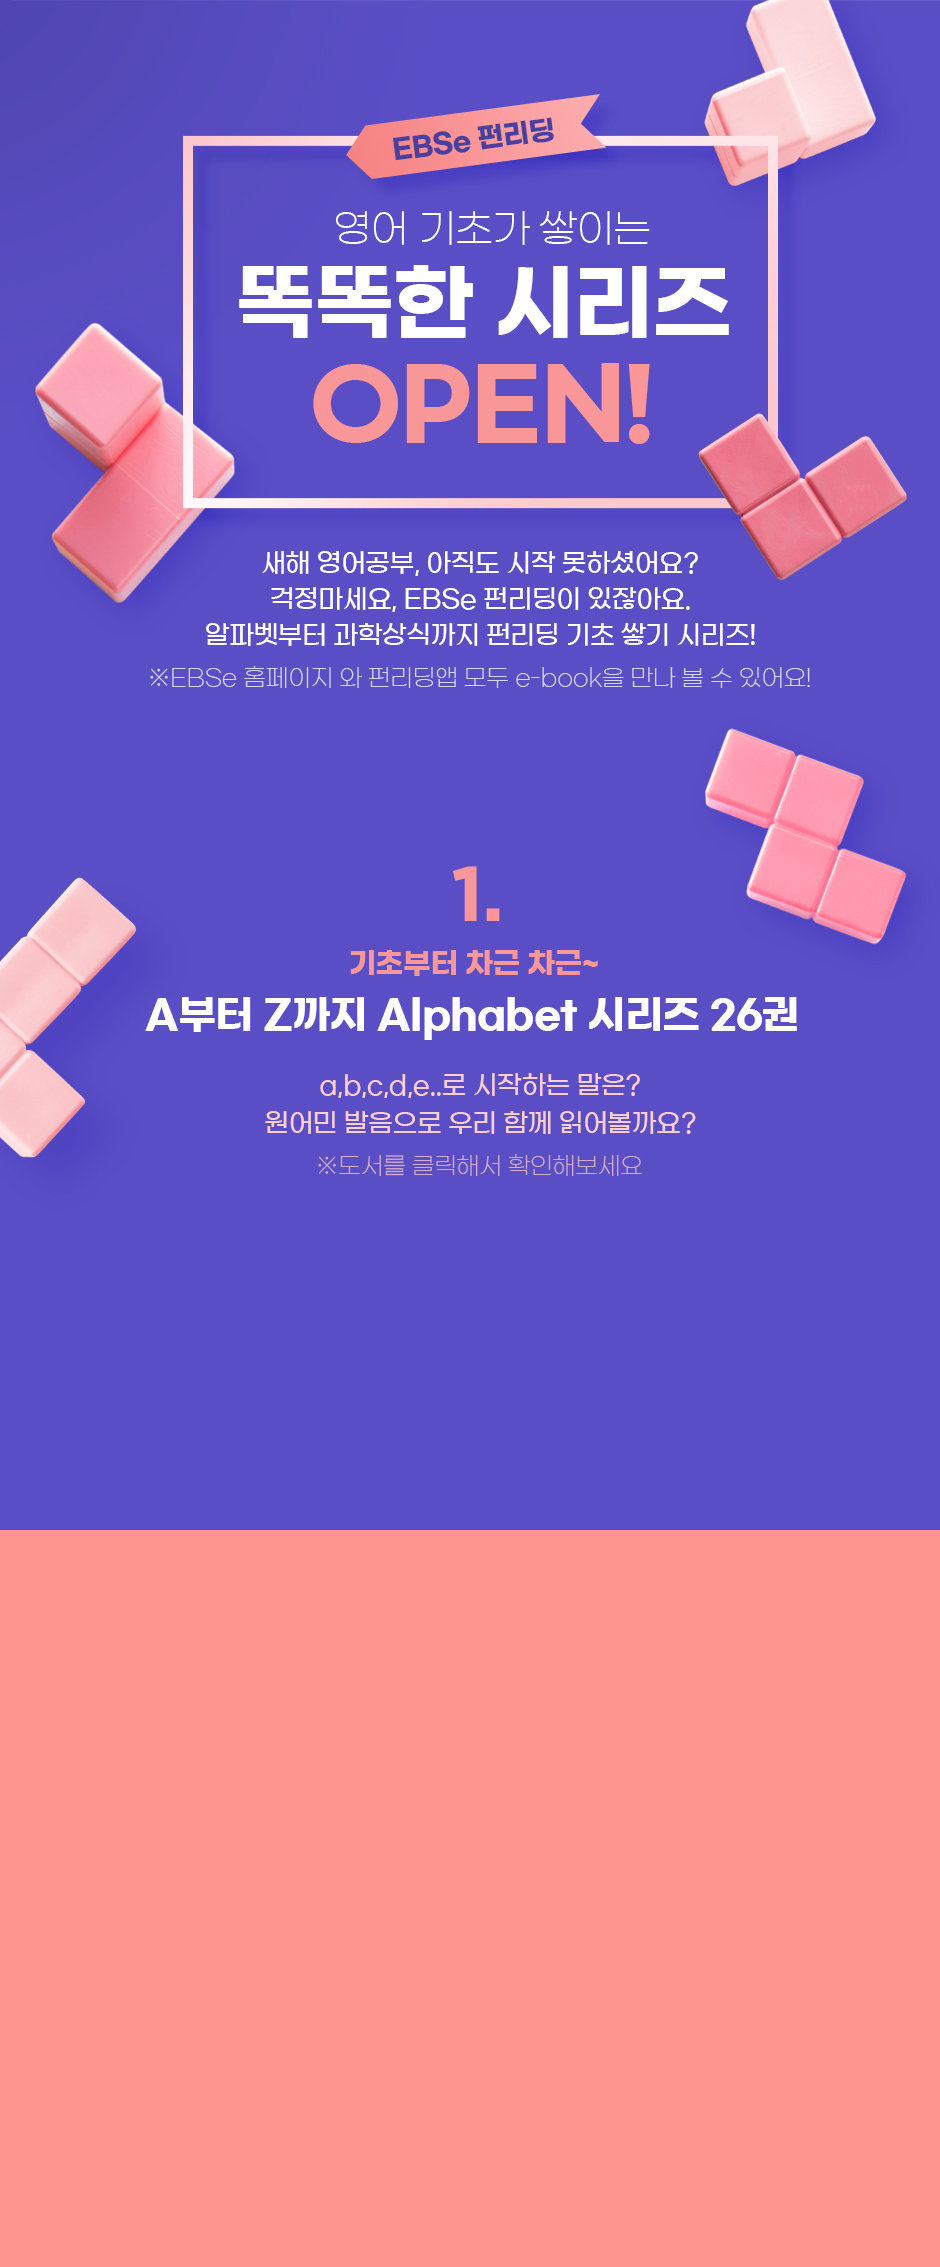 EBSe 펀리딩
영어 기초가 쌓이는
똑똑한 시리즈
OPEN!
새해 영어공부, 아직도 시작 못하셨어요?
걱정마세요, EBSe 펀리딩이 있잖아요.
알파벳부터 과학상식까지 펀리딩 기초 쌓기 시리즈!
※EBSe 홈페이지 와 펀리딩앱 모두 e-book을 만나 볼 수 있어요!
1.
기초부터 차근 차근~
A부터 Z까지 Alphabet 시리즈 26권
a,b,c,d,e..로 시작하는 말은?
원어민 발음으로 우리 함께 읽어볼까요?
※도서를 클릭해서 확인해보세요